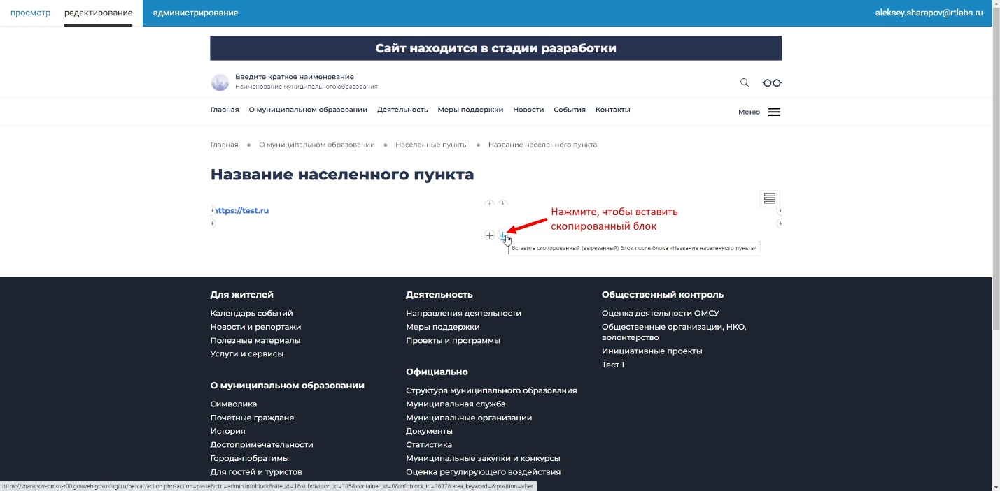 просмотр редактирование администрирование aleksey.sharapov@rtlabs.ru
Сайт находится в стадии разработки
Введите краткое наименование
Наименование муниципального образования
Главная О муниципальном образовании Деятельность Меры поддержки Новости События Контакты Меню
Главная О муниципальном образовании Населенные пункты Название населенного пункта
Название населенного пункта
https://test.ru
Нажмите, чтобы вставить
скопированный блок
Вставить скопированный (вырезанный) блок после блока «Название населенного пункта»
Для жителей
Календарь событий
Новости и репортажи
Полезные материалы
Услуги и сервисы
О муниципальном образовании
Символика
Почетные граждане
История
Достопримечательности
Города-побратимы
Для гостей и туристов
Деятельность
Направления деятельности
Меры поддержки
Проекты и программы
Официально
Структура муниципального образования
Муниципальная служба
Муниципальные организации
Документы
Статистика
Муниципальные закупки и конкурсы
Оценка регулирующего воздействия
Общественный контроль
Оценка деятельности ОМСУ
Общественные организации, НКО,
волонтерство
Инициативные проекты
Тест 1
https://sharapov-omsu-r00.gosweb.gosuslugi.ru/netcat/action.php?action=paste&ctrl=admin.infoblock&site_id=1&subdivision_id=185&container_id=0&infoblock_id=1637&area_keyword=&position=after